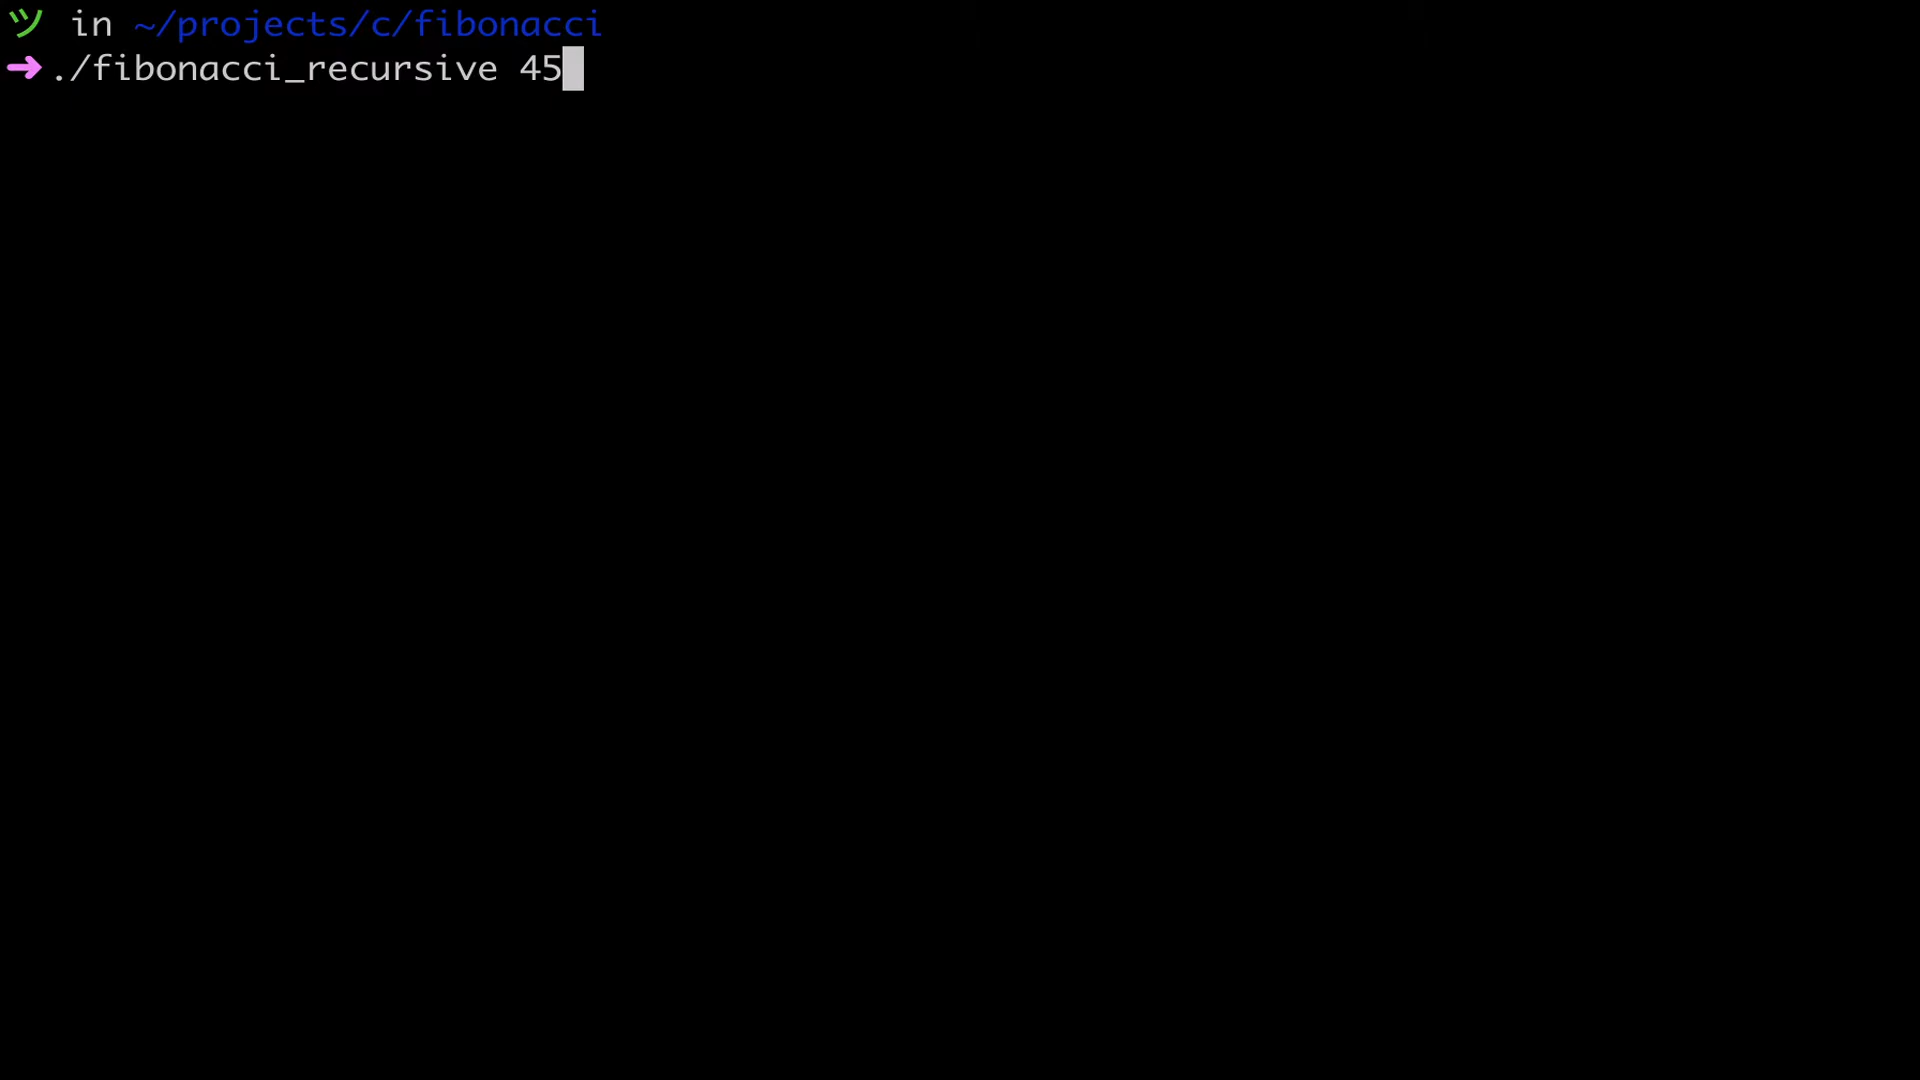 ツ in ~/projects/c/fibonacci
➜ ./fibonacci_recursive 45